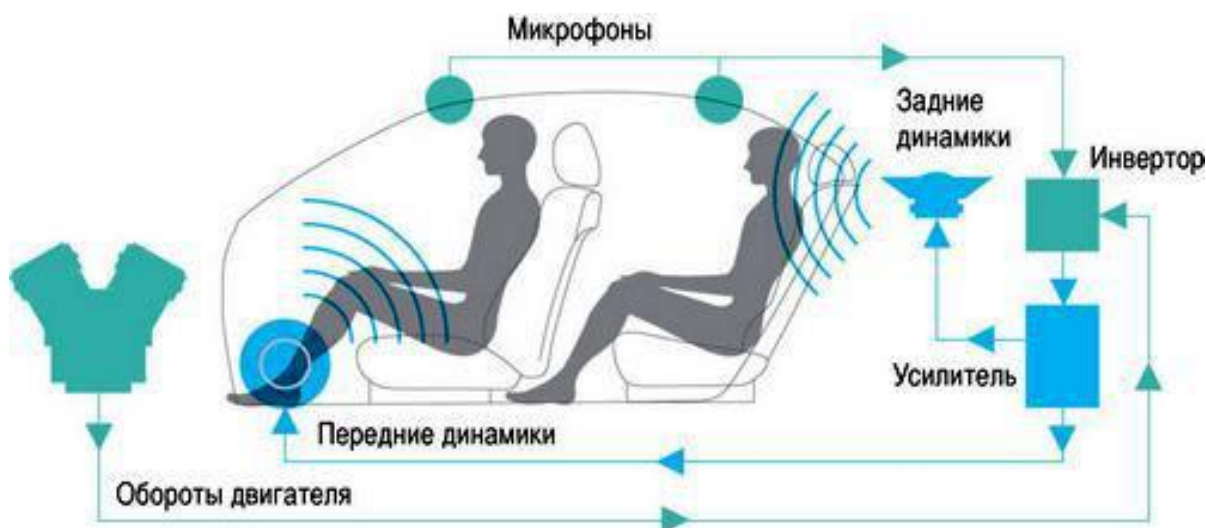 Микрофоны
Задние
динамики
Инвертор
Усилитель
Передние динамики
Обороты двигателя